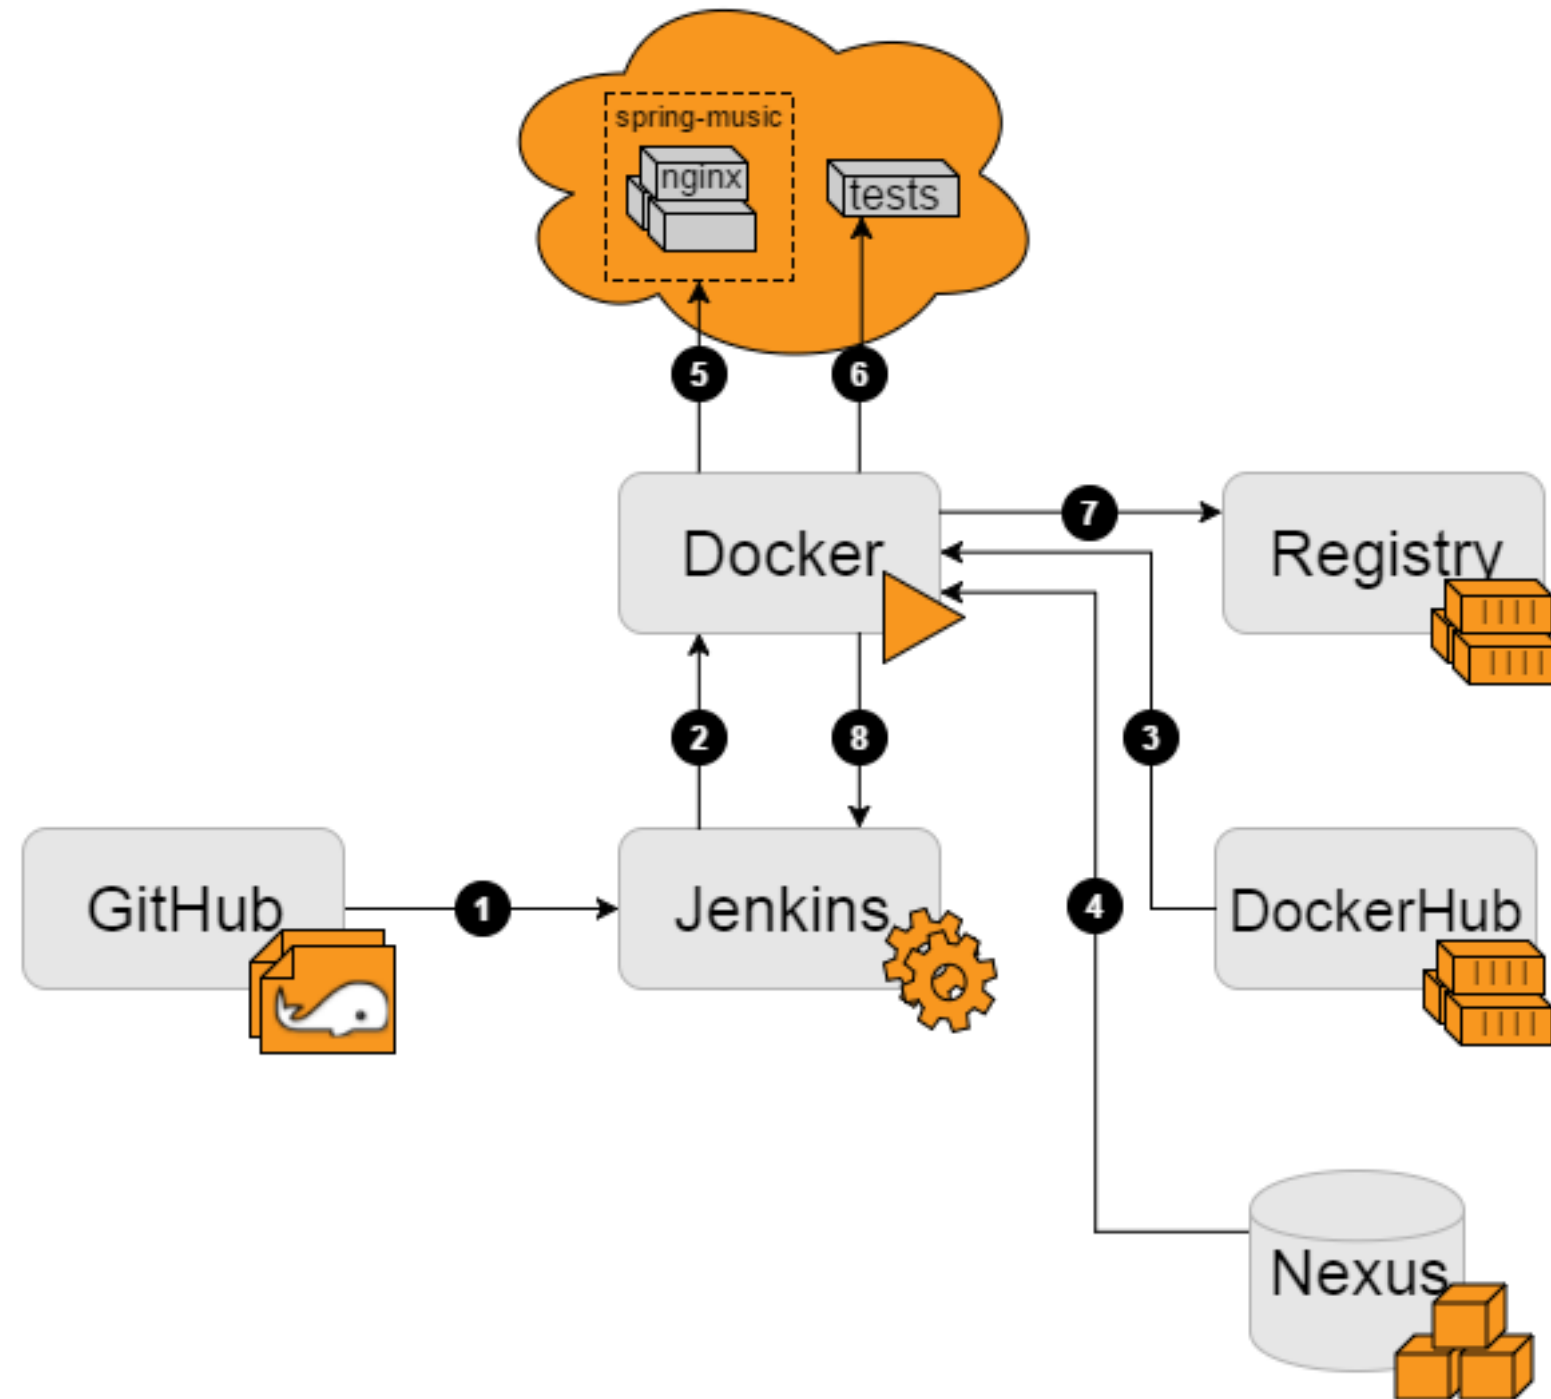 spring-music
nginx
tests
5
6
Docker
7
Registry
2
8
3
GitHub
1
Jenkins
4
DockerHub
Nexus